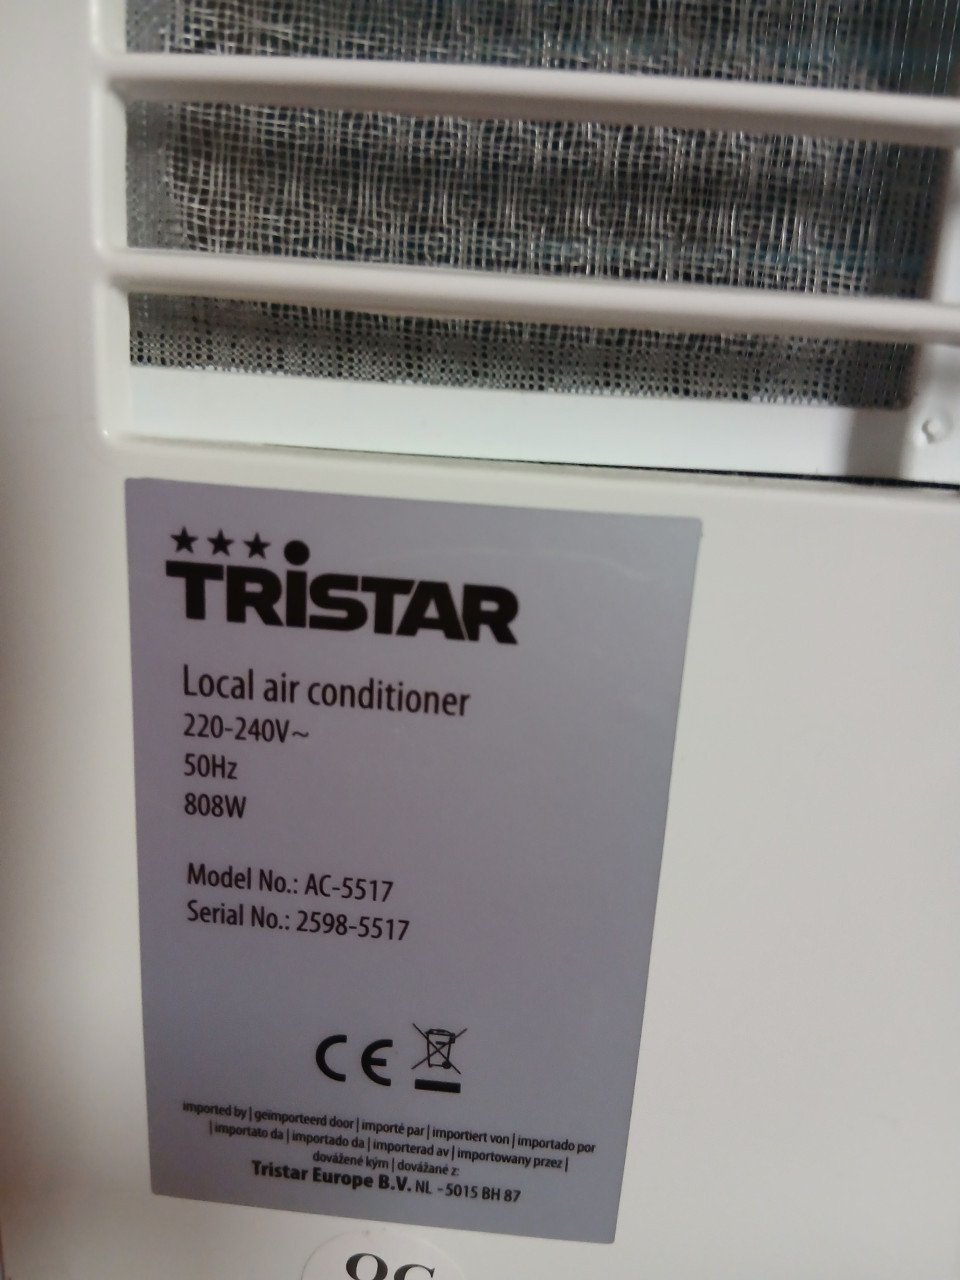 TRiSTAR
Local air conditioner
220-240V~
50Hz
808W
Model No.: AC-5517
Serial No.: 2598-5517
CE
imported by | geïmporteerd door | importé par | importiert von | importado por
| importato da | importado da | importerad av | importowany przez |
dovážené kým | dovážané z:
Tristar Europe B.V. NL - 5015 BH 87
QC